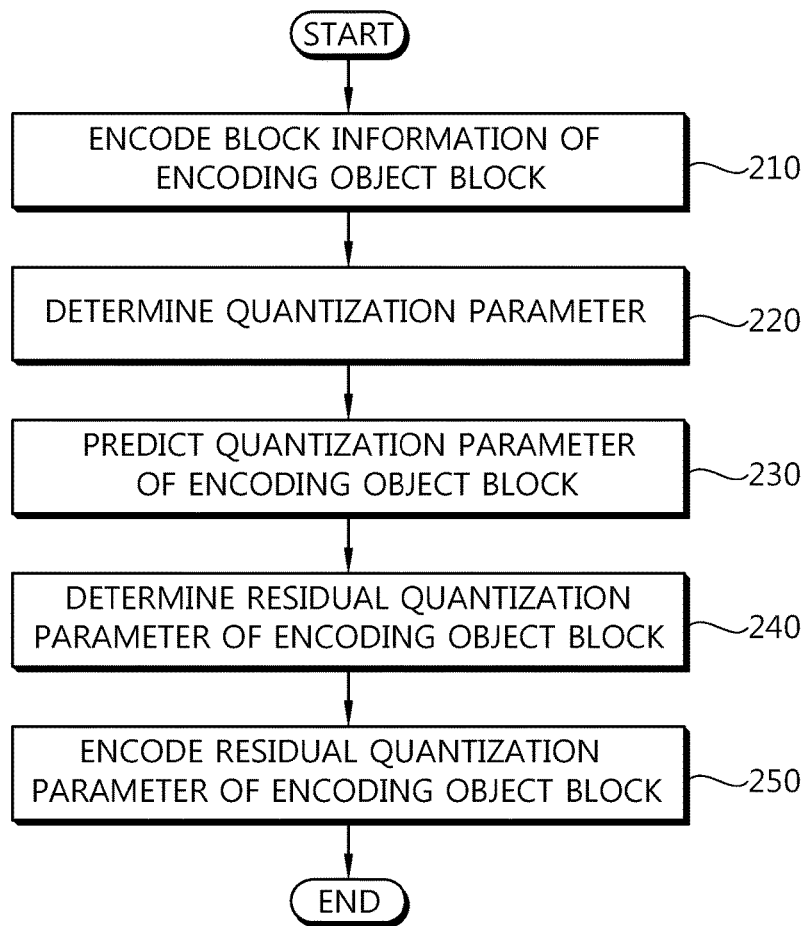 START
ENCODE BLOCK INFORMATION OF
ENCODING OBJECT BLOCK
210
DETERMINE QUANTIZATION PARAMETER
220
PREDICT QUANTIZATION PARAMETER
OF ENCODING OBJECT BLOCK
230
DETERMINE RESIDUAL QUANTIZATION
PARAMETER OF ENCODING OBJECT BLOCK
240
ENCODE RESIDUAL QUANTIZATION
PARAMETER OF ENCODING OBJECT BLOCK
250
END